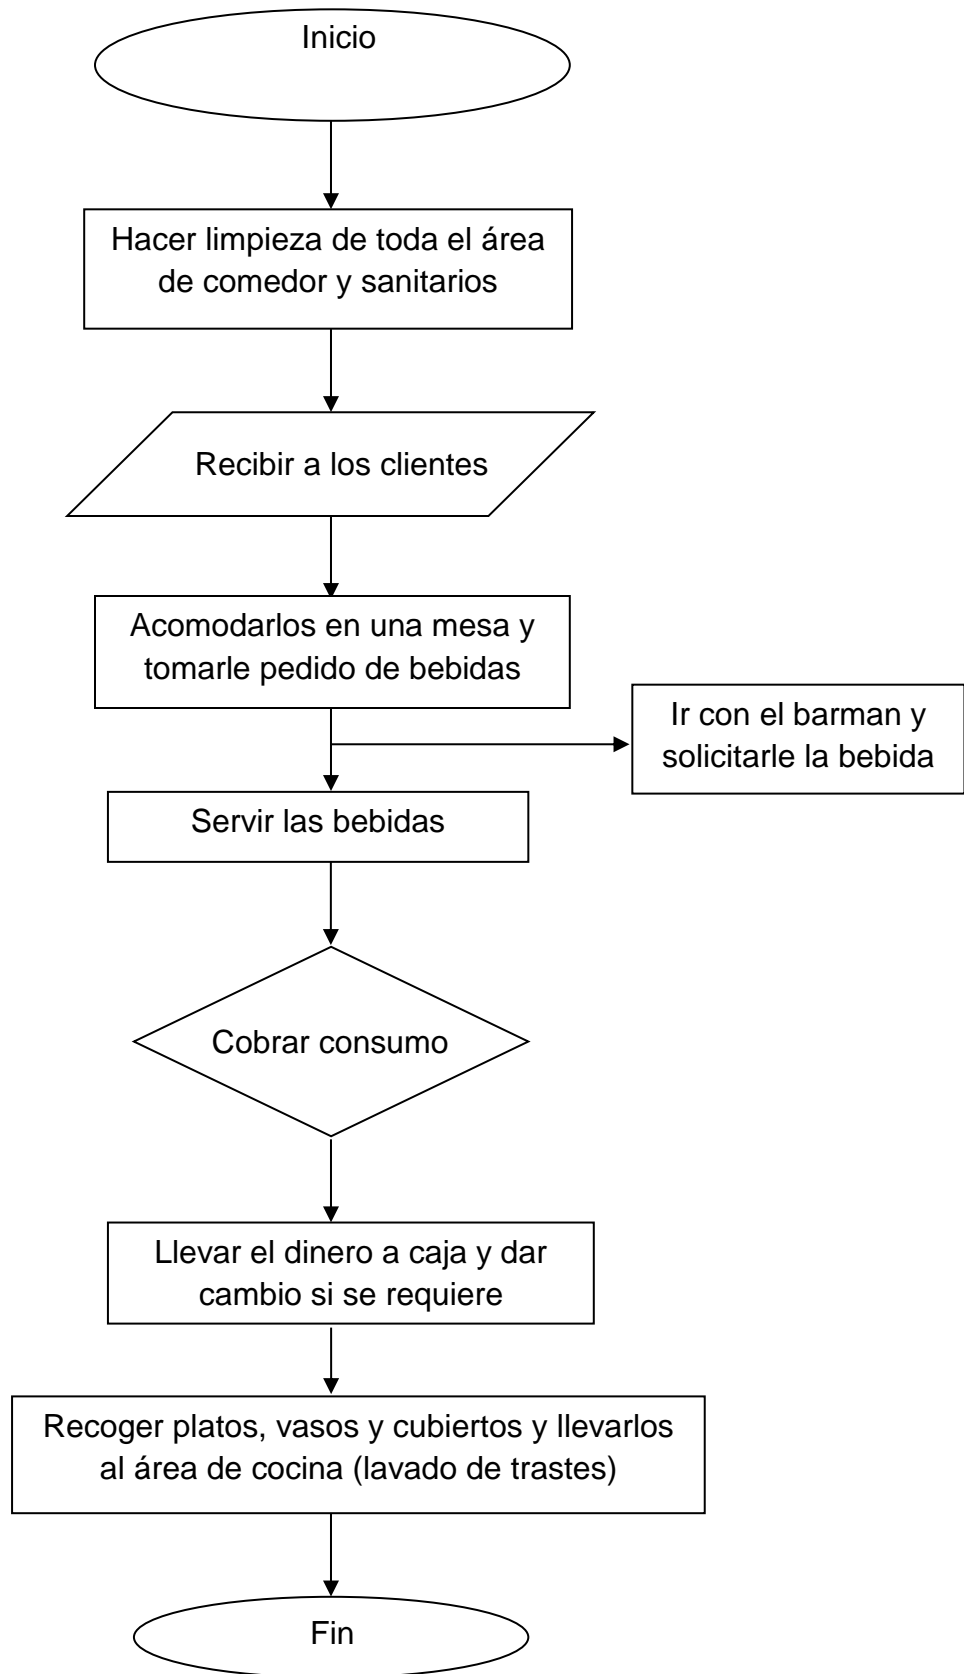 Inicio
Hacer limpieza de toda el área
de comedor y sanitarios
Recibir a los clientes
Acomodarlos en una mesa y
tomarle pedido de bebidas
Ir con el barman y
solicitarle la bebida
Servir las bebidas
Cobrar consumo
Llevar el dinero a caja y dar
cambio si se requiere
Recoger platos, vasos y cubiertos y llevarlos
al área de cocina (lavado de trastes)
Fin